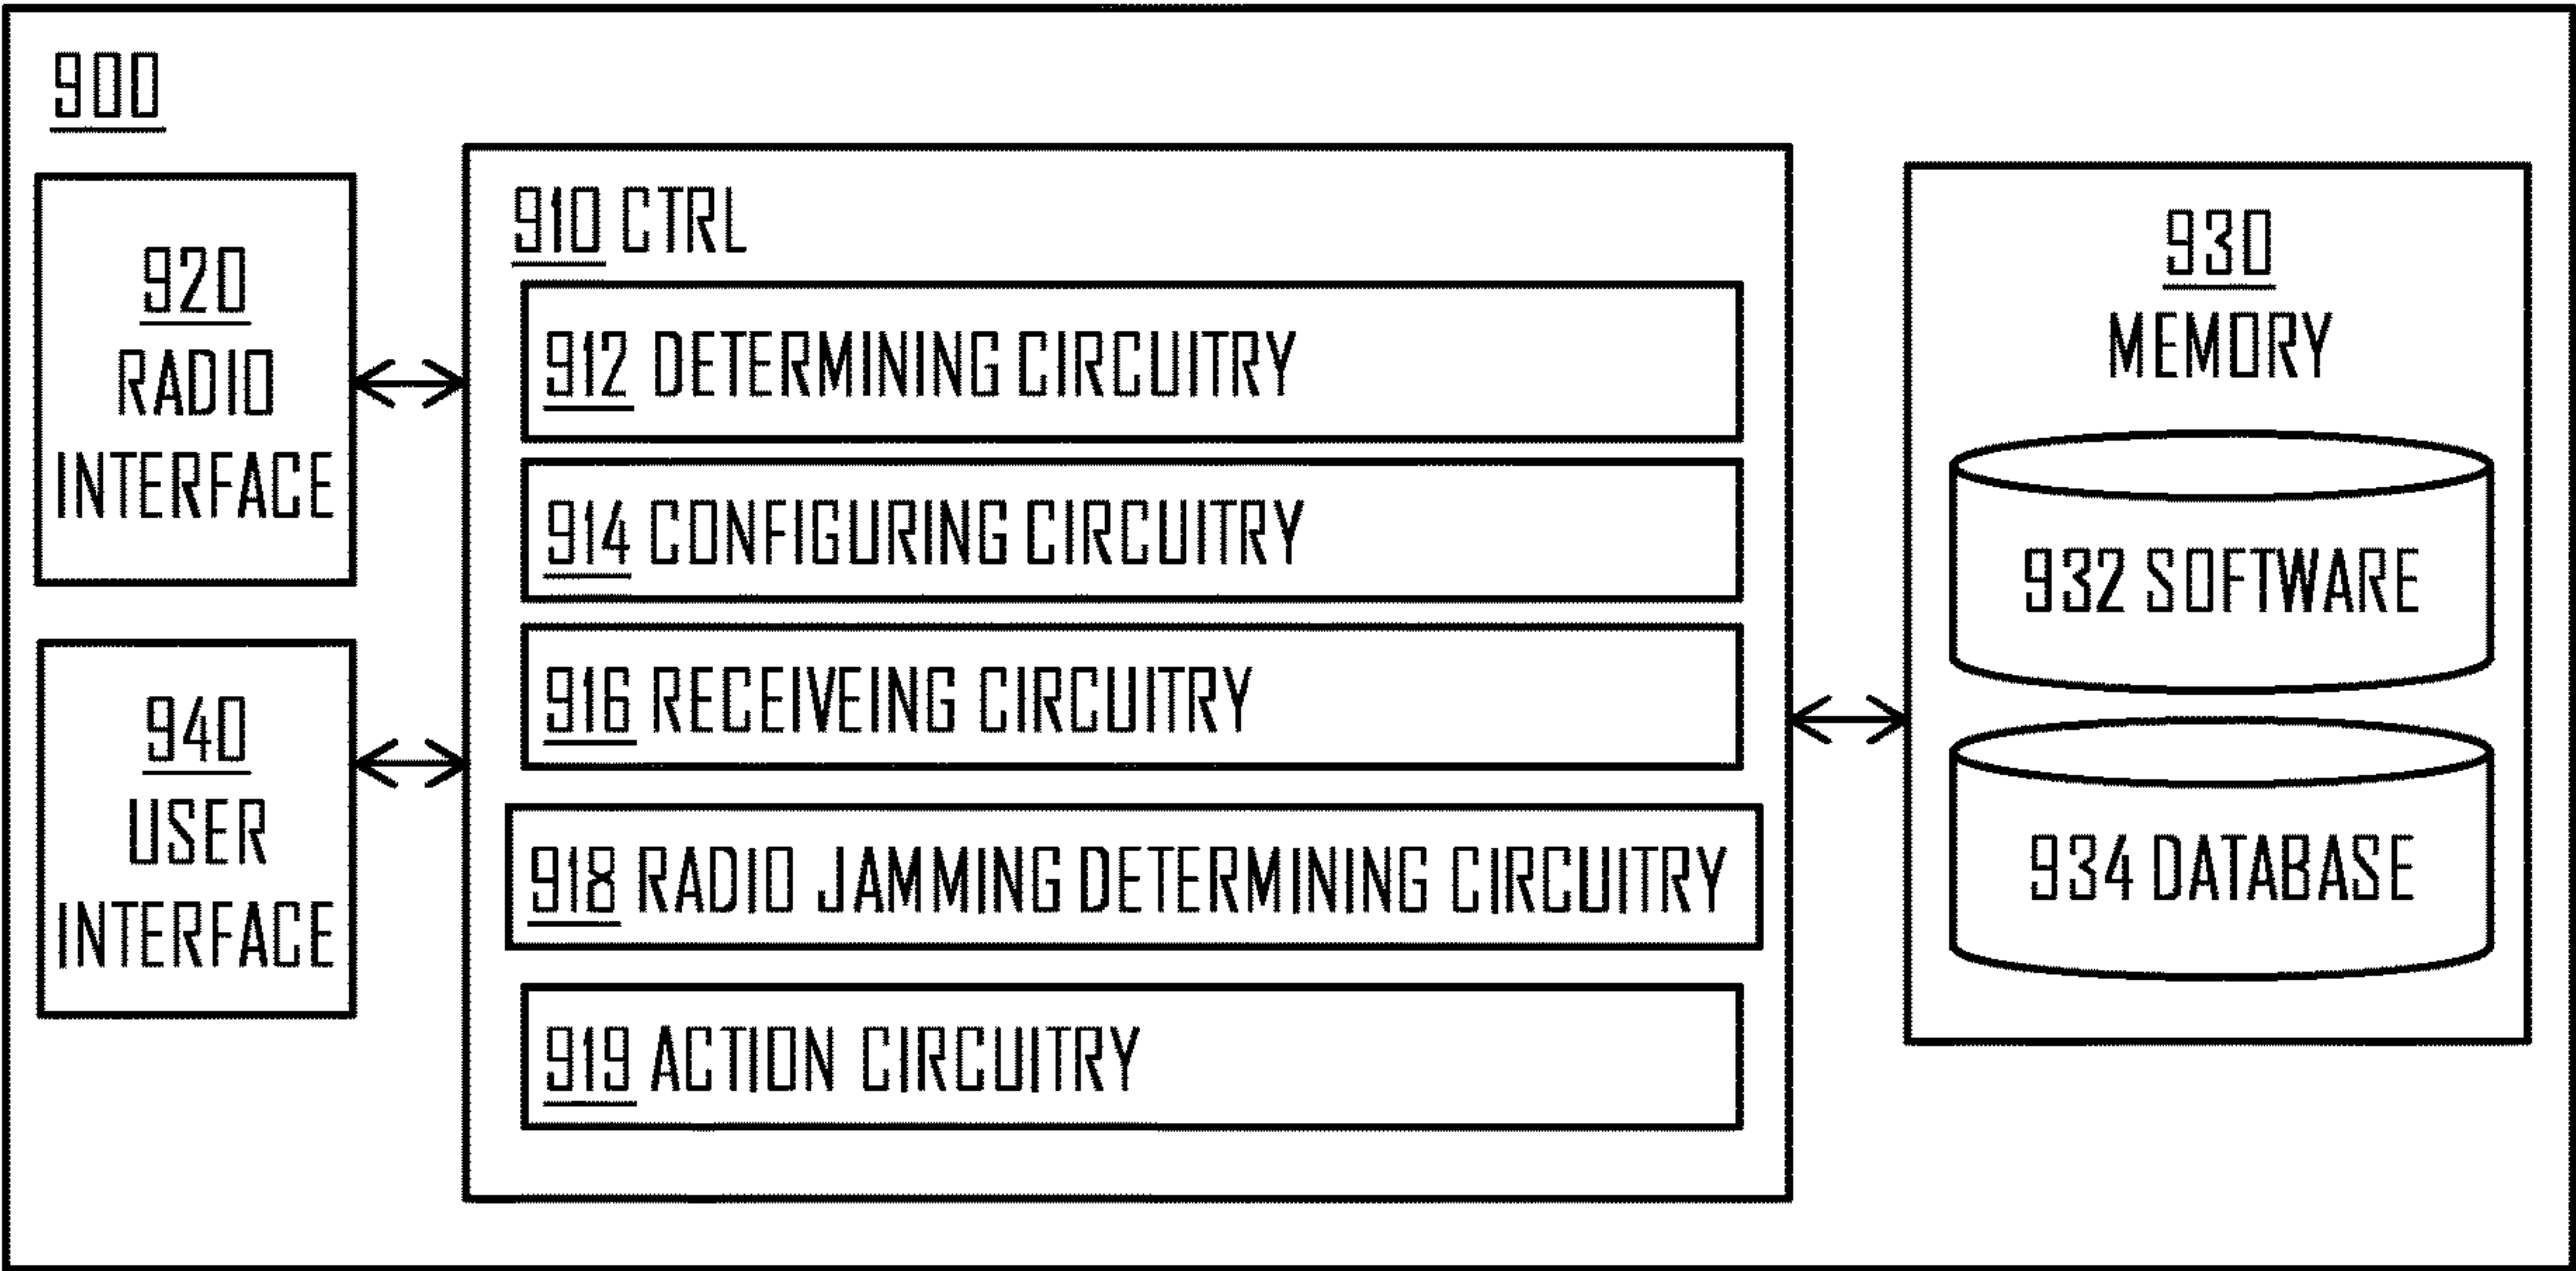 900
920
RADIO
INTERFACE
940
USER
INTERFACE
910 CTRL
912 DETERMINING CIRCUITRY
914 CONFIGURING CIRCUITRY
916 RECEIVEING CIRCUITRY
918 RADIO JAMMING DETERMINING CIRCUITRY
919 ACTION CIRCUITRY
930
MEMORY
932 SOFTWARE
934 DATABASE